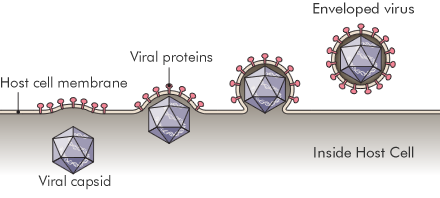 Enveloped virus
Viral proteins
Host cell membrane
Inside Host Cell
Viral capsid